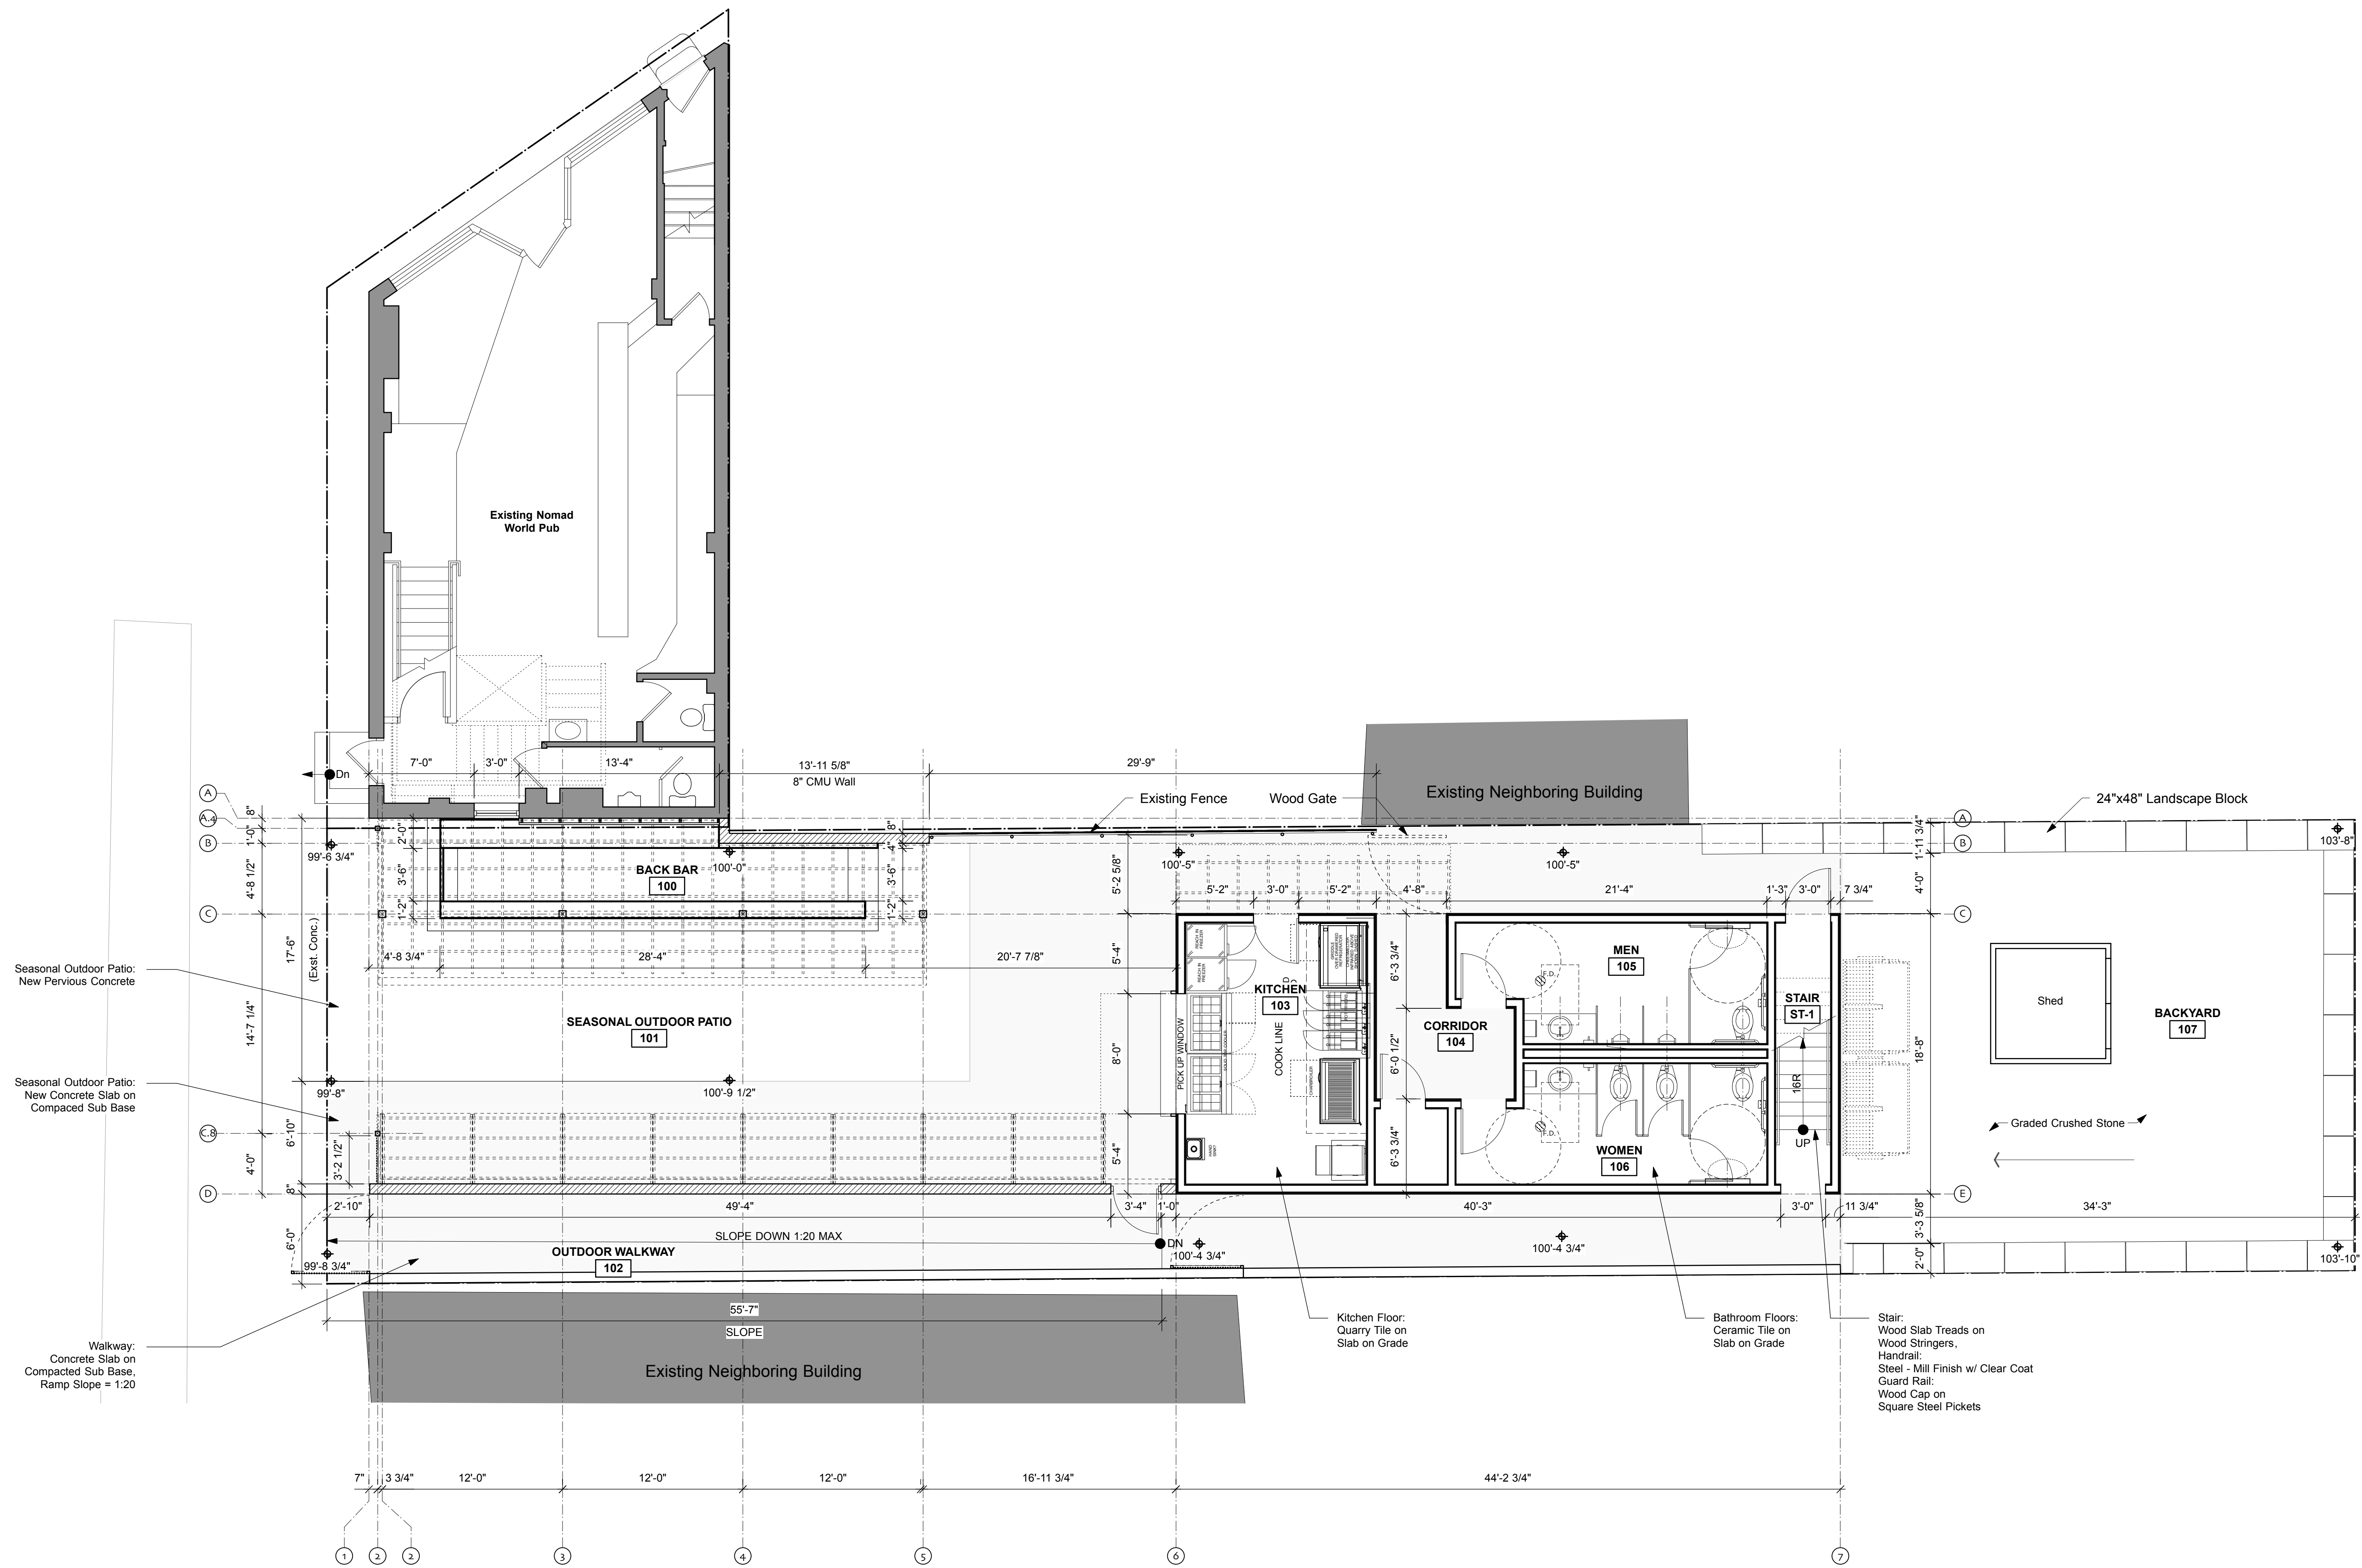 Existing Nomad
World Pub
Dn
7'-0"
3'-0"
13'-4"
13'-11 5/8"
8" CMU Wall
29'-9"
Existing Fence
Wood Gate
Existing Neighboring Building
24"x48" Landscape Block
A
A.4
B
C
C.8
D
A
B
C
E
8"
1'-0"
4'-8 1/2"
14'-7 1/4"
4'-0"
17'-6"
(Exst. Conc.)
6'-10"
8"
6'-0"
3'-2 1/2"
99'-6 3/4"
2'-0"
3'-6"
1'-2"
BACK BAR
100
100'-0"
8"
4"
3'-6"
1'-2"
5'-2 5/8"
5'-4"
8'-0"
5'-4"
100'-5"
100'-5"
103'-8"
5'-2"
3'-0"
5'-2"
4'-8"
21'-4"
1'-3"
3'-0"
7 3/4"
1'-11 3/4"
4'-0"
18'-8"
3'-3 5/8"
2'-0"
4'-8 3/4"
28'-4"
20'-7 7/8"
Seasonal Outdoor Patio:
New Pervious Concrete
SEASONAL OUTDOOR PATIO
101
Seasonal Outdoor Patio:
New Concrete Slab on
Compaced Sub Base
99'-8"
100'-9 1/2"
REACH IN
FREEZER
REACH IN
FREEZER
KITCHEN
103
PICK UP WINDOW
COOK LINE
CHARBROILER
HAND
SINK
6'-3 3/4"
6'-0 1/2"
6'-3 3/4"
CORRIDOR
104
MEN
105
F.D.
F.D.
WOMEN
106
STAIR
ST-1
16R
UP
Shed
BACKYARD
107
Graded Crushed Stone
2'-10"
49'-4"
3'-4"
1'-0"
40'-3"
3'-0"
11 3/4"
34'-3"
SLOPE DOWN 1:20 MAX
DN
OUTDOOR WALKWAY
102
99'-8 3/4"
100'-4 3/4"
100'-4 3/4"
103'-10"
55'-7"
SLOPE
Existing Neighboring Building
Walkway:
Concrete Slab on
Compacted Sub Base,
Ramp Slope = 1:20
Kitchen Floor:
Quarry Tile on
Slab on Grade
Bathroom Floors:
Ceramic Tile on
Slab on Grade
Stair:
Wood Slab Treads on
Wood Stringers,
Handrail:
Steel - Mill Finish w/ Clear Coat
Guard Rail:
Wood Cap on
Square Steel Pickets
7"
3 3/4"
12'-0"
12'-0"
12'-0"
16'-11 3/4"
44'-2 3/4"
1
2
2
3
4
5
6
7